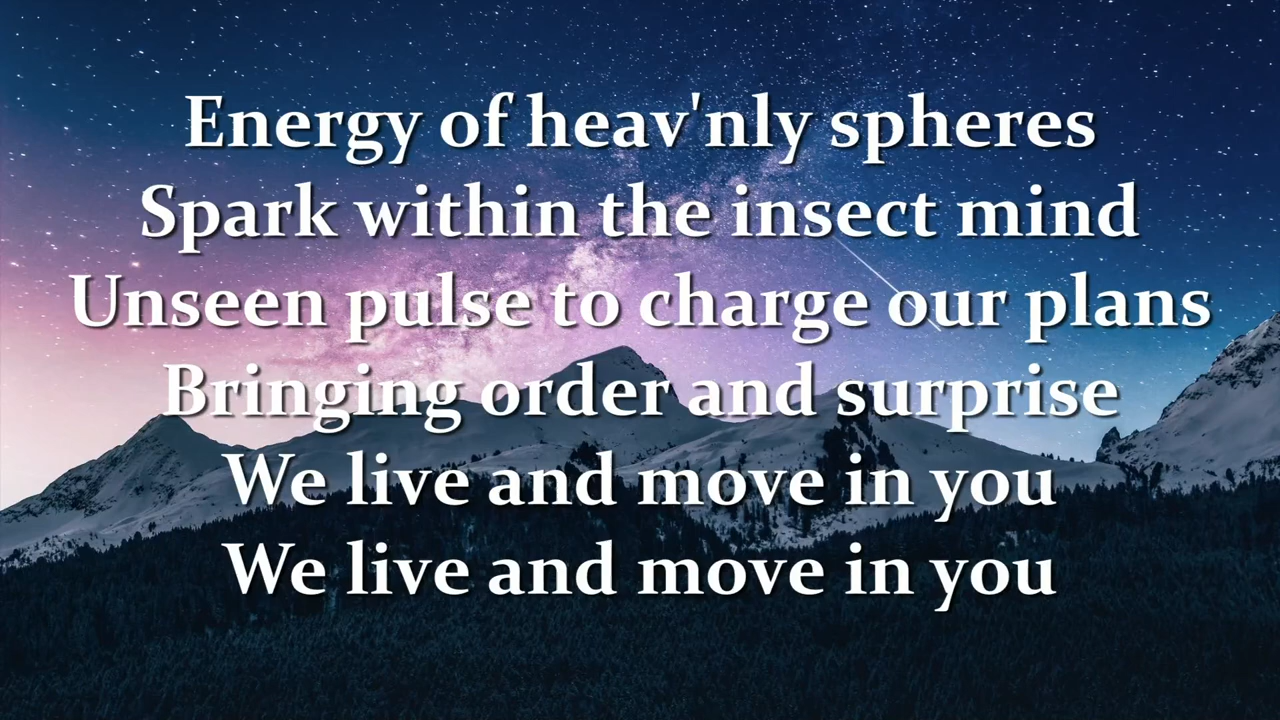 Energy of heav'nly spheres
Spark within the insect mind
Unseen pulse to charge our plans
Bringing order and surprise
We live and move in you
We live and move in you